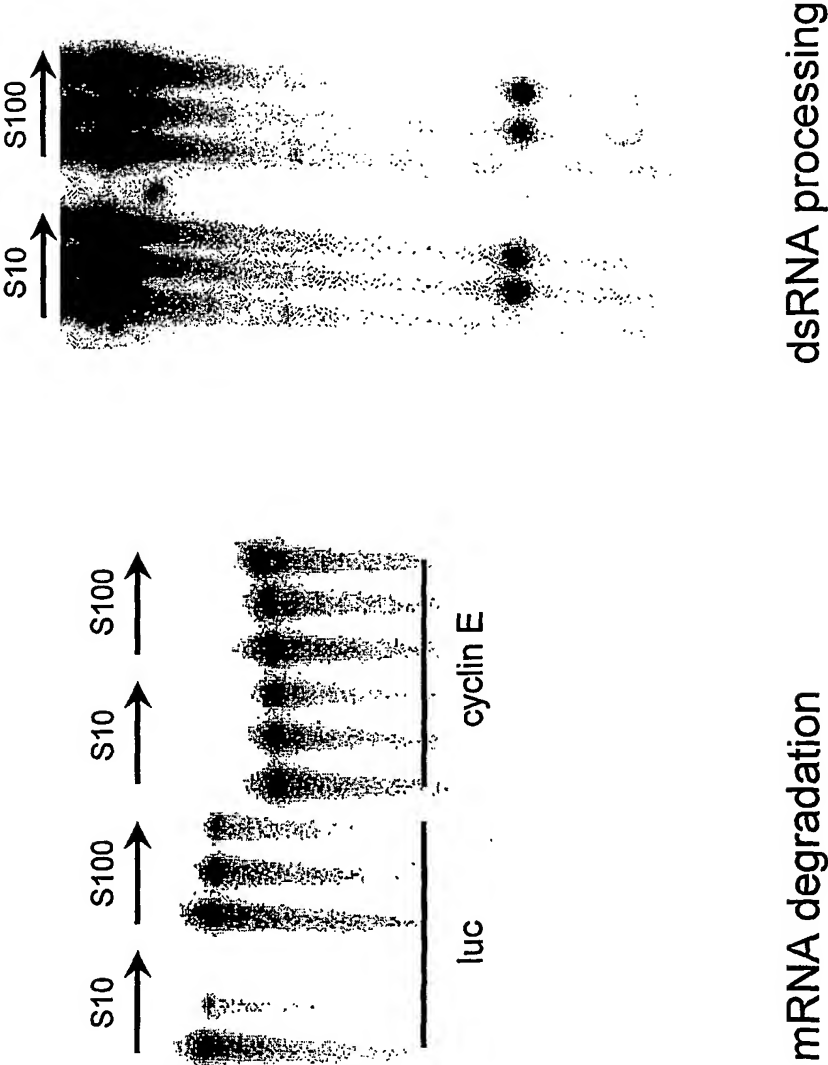 S10
S100
S10
S100
luc
cyclin E
mRNA degradation
S10
S100
dsRNA processing